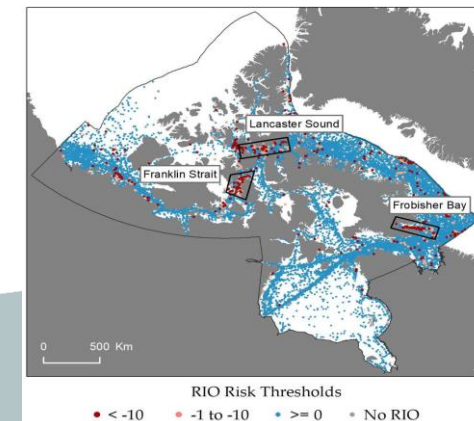 Lancaster Sound
Franklin Strait
Frobisher Bay
0 500 Km
RIO Risk Thresholds
< -10 -1 to -10 >= 0 No RIO